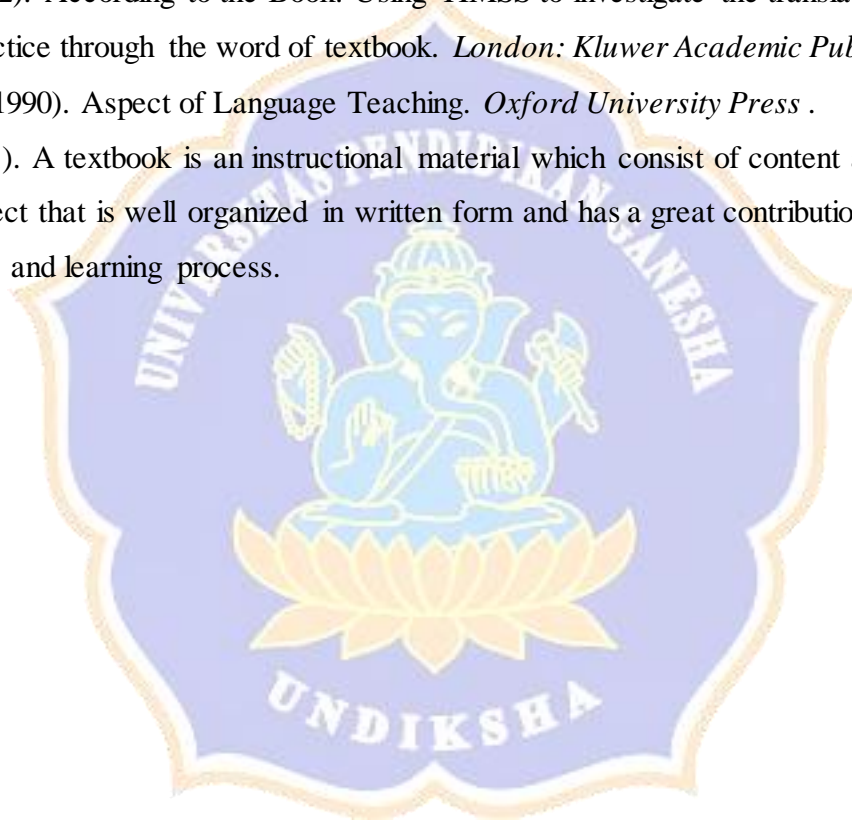 2). According to the Book. Using TIMSS to investigate the transla
ctice through the word of textbook. London: Kluwer Academic Pub
1990). Aspect of Language Teaching. Oxford University Press .
). A textbook is an instructional material which consist of content
ect that is well organized in written form and has a great contributio
and learning process.
UNIVERSITAS PENDIDIKAN GANESHA
UNDIKSHA